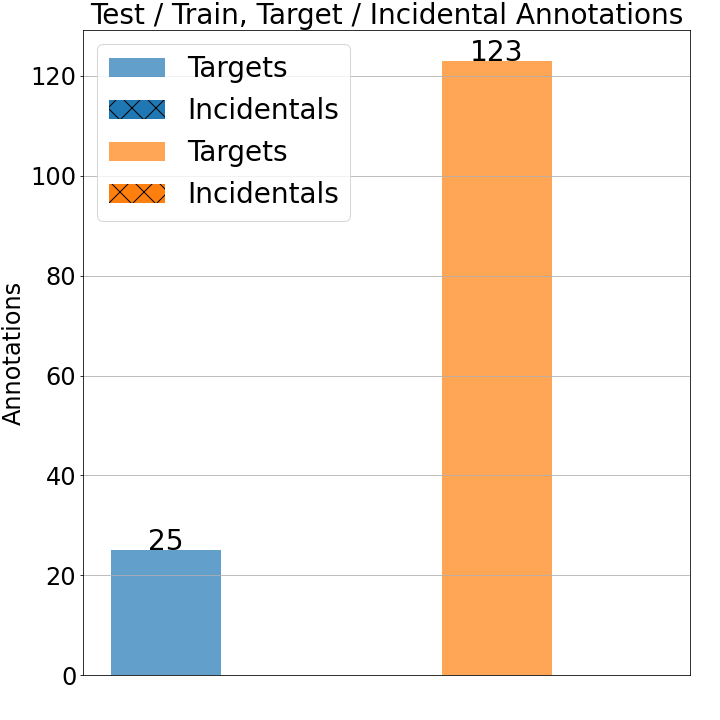 Test / Train, Target / Incidental Annotations
123
Targets
Incidentals
Targets
Incidentals
25
Annotations
120
100
80
60
40
20
0